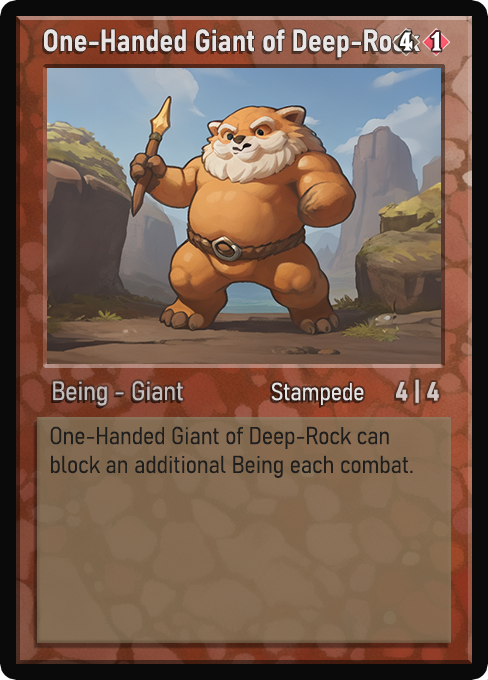 One-Handed Giant of Deep-Rock 4 1
Being - Giant Stampede 4|4
One-Handed Giant of Deep-Rock can
block an additional Being each combat.